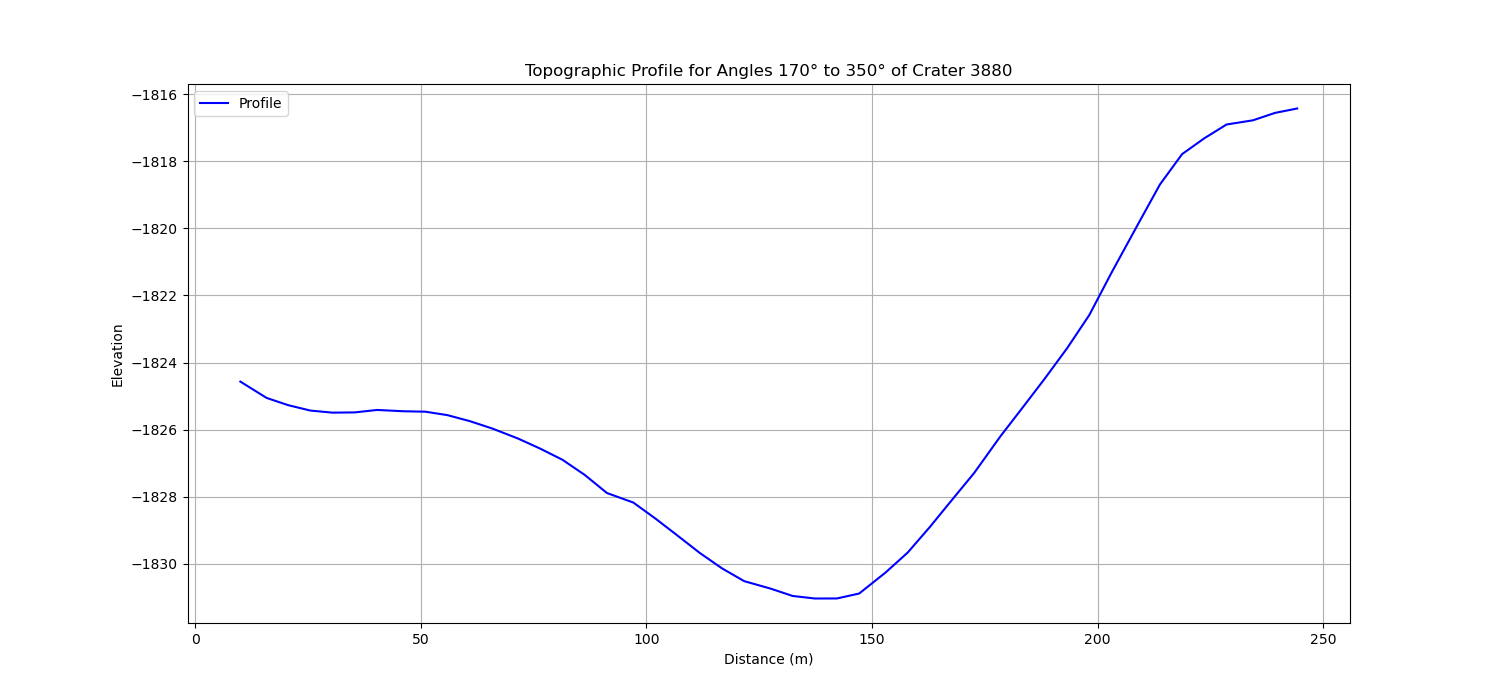 Topographic Profile for Angles 170° to 350° of Crater 3880
Profile
−1816
−1818
−1820
−1822
−1824
−1826
−1828
−1830
Elevation
0 50 100 150 200 250
Distance (m)